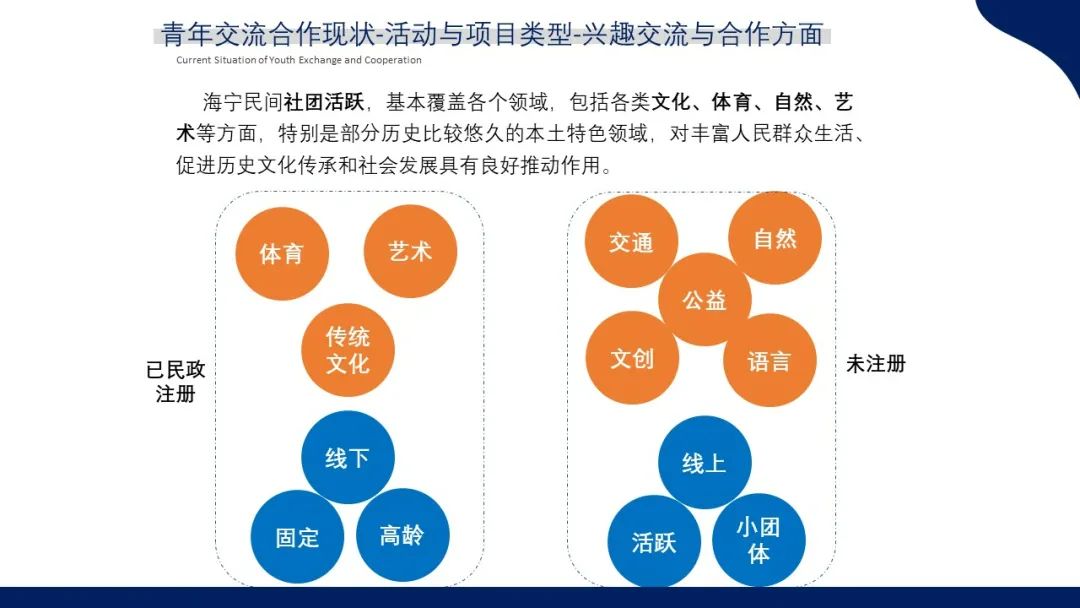 青年交流合作现状-活动与项目类型-兴趣交流与合作方面
Current Situation of Youth Exchange and Cooperation
海宁民间社团活跃，基本覆盖各个领域，包括各类文化、体育、自然、艺
术等方面，特别是部分历史比较悠久的本土特色领域，对丰富人民群众生活、
促进历史文化传承和社会发展具有良好推动作用。
已民政
注册
体育
艺术
传统
文化
线下
固定
高龄
交通
自然
公益
文创
语言
线上
活跃
小团
体
未注册